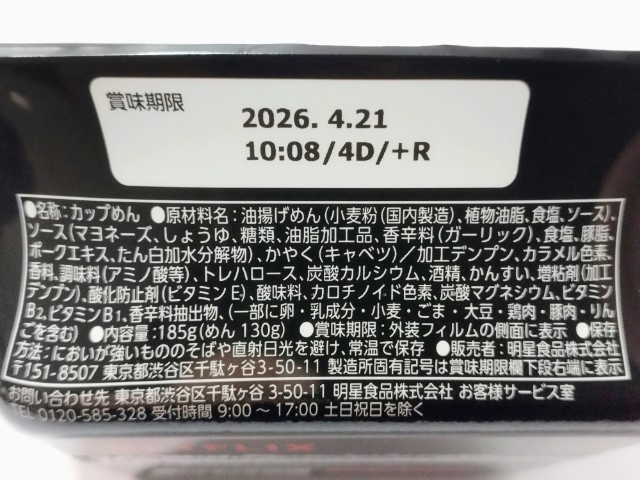 賞味期限
2026. 4.21
10:08/4D/+R
●名称:カップめん ●原材料名:油揚げめん(小麦粉(国内製造)、植物油脂、食塩、ソース)、
ソース(マヨネーズ、しょうゆ、糖類、油脂加工品、香辛料(ガーリック)、食塩、豚脂、
ポークエキス、たん白加水分解物)、かやく(キャベツ)/加工デンプン、カラメル色素、
香料、調味料(アミノ酸等)、トレハロース、炭酸カルシウム、酒精、かんすい、増粘剤(加工
デンプン)、酸化防止剤(ビタミンE)、酸味料、カロチノイド色素、炭酸マグネシウム、ビタミン
B2、ビタミンB1、香辛料抽出物、(一部に卵・乳成分・小麦・ごま・大豆・鶏肉・豚肉・りん
ごを含む) ●内容量:185g(めん 130g) ●賞味期限:外装フィルムの側面に表示 ●保存
方法:においが強いもののそばや直射日光を避け、常温で保存 ●販売者:明星食品株式会社
〒151-8507 東京都渋谷区千駄ヶ谷3-50-11 製造所固有記号は賞味期限欄下段右端に表示
お問い合わせ先 東京都渋谷区千駄ヶ谷 3-50-11 明星食品株式会社 お客様サービス室
TEL 0120-585-328 受付時間 9:00 ～ 17:00 土日祝日を除く